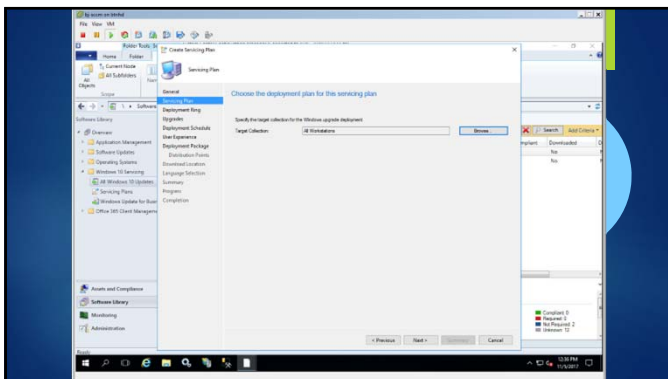 File View VM
Folder Tools
Create Servicing Plan
Home Folder
Servicing Plan
Current Node
All Subfolders
All Objects
Scope
General
Servicing Plan
Deployment Ring
Upgrades
Deployment Schedule
User Experience
Deployment Package
Distribution Points
Download Location
Language Selection
Summary
Progress
Completion
Choose the deployment plan for this servicing plan
Specify the target collection for the Windows upgrade deployment.
Target Collection: All Workstations Browse...
Software Library
Overview
Application Management
Software Updates
Operating Systems
Windows 10 Servicing
All Windows 10 Updates
Servicing Plans
Windows Update for Busi
Office 365 Client Managem
Search Add Criteria
Downloaded
No
No
Assets and Compliance
Software Library
Monitoring
Administration
Compliant: 0
Required: 3
Not Required: 2
Unknown: 12
< Previous Next > Summary Cancel
Ready
12:36 PM
11/9/2017